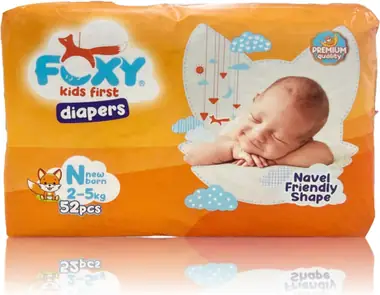 FOXY®
kids first
diapers
PREMIUM
quality
N new
born
2-5kg
52pcs
Navel
Friendly
Shape